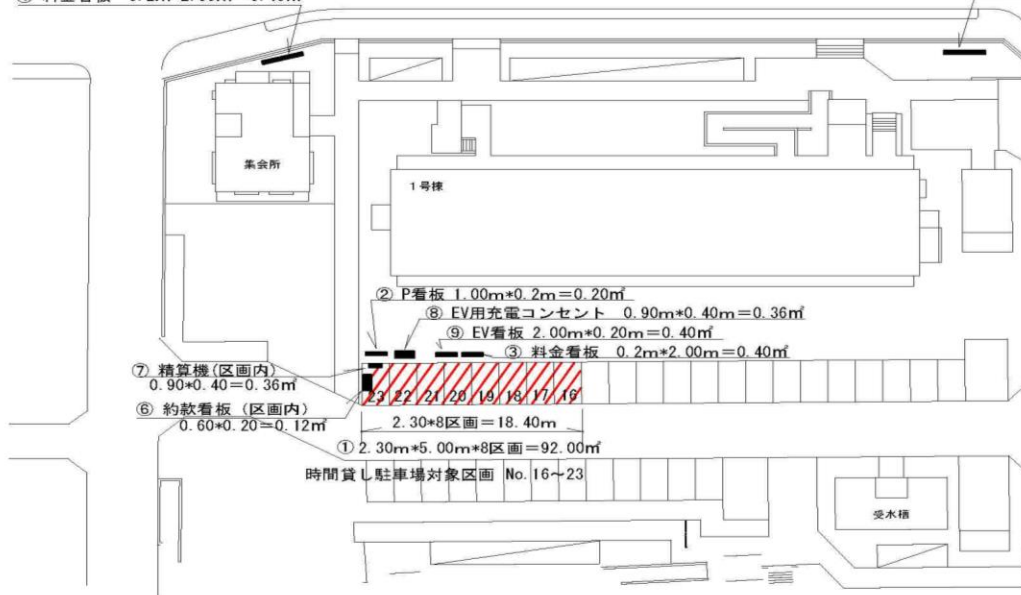 集会所
1号棟
② P看板 1.00m*0.2m＝0.20㎡
⑧ EV用充電コンセント 0.90m*0.40m＝0.36㎡
⑨ EV看板 2.00m*0.20m＝0.40㎡
③ 料金看板 0.2m*2.00m＝0.40㎡
⑦ 精算機(区画内)
0.90*0.40＝0.36㎡
⑥ 約款看板 (区画内)
0.60*0.20＝0.12㎡
23 22 21 20 19 18 17 16
2.30*8区画＝18.40m
① 2.30m*5.00m*8区画＝92.00㎡
時間貸し駐車場対象区画 No.16～23
受水槽